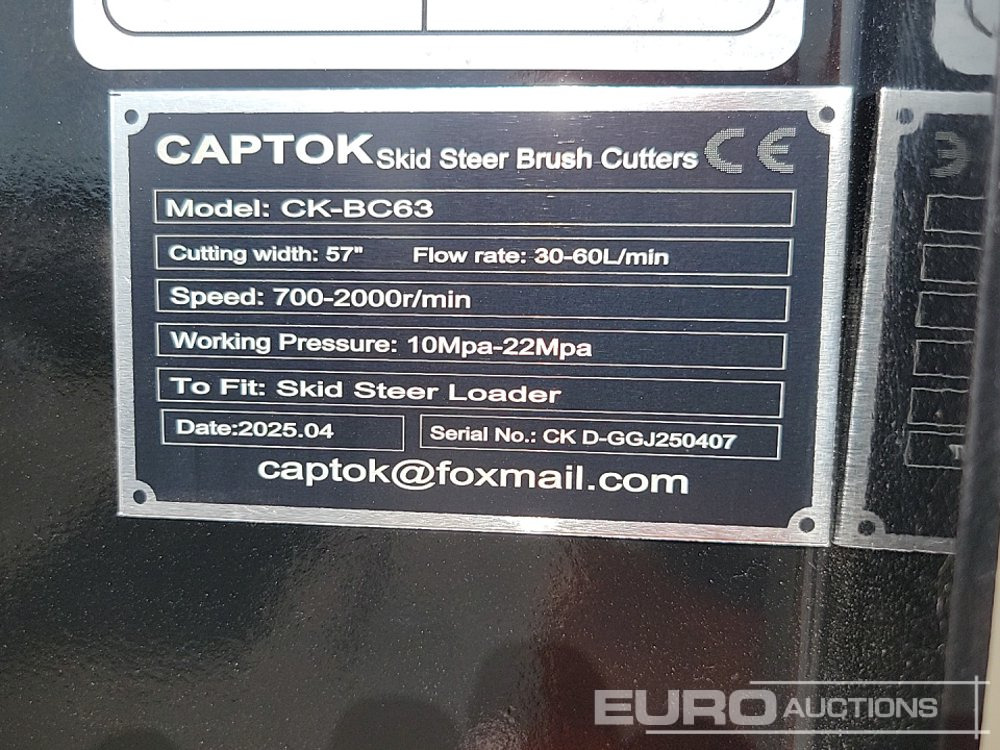 CAPTOK Skid Steer Brush Cutters CE
Model: CK-BC63
Cutting width: 57" Flow rate: 30-60L/min
Speed: 700-2000r/min
Working Pressure: 10Mpa-22Mpa
To Fit: Skid Steer Loader
Date:2025.04 Serial No.: CK D-GGJ250407
captok@foxmail.com
EURO AUCTIONS